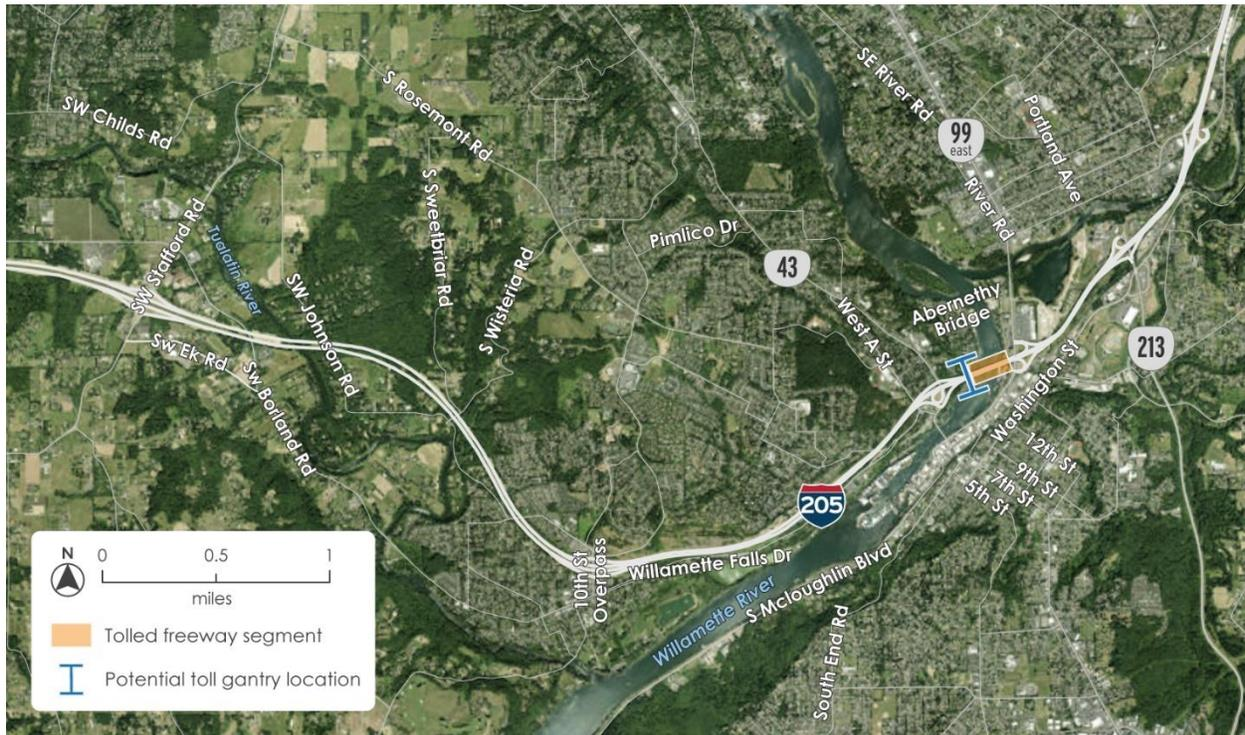 SW Childs Rd
S Rosemont Rd
SE River Rd
99
east
Portland Ave
River Rd
SW Stafford Rd
Tualatin River
S Sweetbriar Rd
S Wisteria Rd
Pimlico Dr
43
West A St
Abernethy
Bridge
213
SW Johnson Rd
Sw Ek Rd
Sw Borland Rd
Washington St
12th St
9th St
7th St
5th St
205
10th St
Overpass
Willamette Falls Dr
Willamette River
S Mcloughlin Blvd
South End Rd
N
0 0.5 1
miles
Tolled freeway segment
Potential toll gantry location